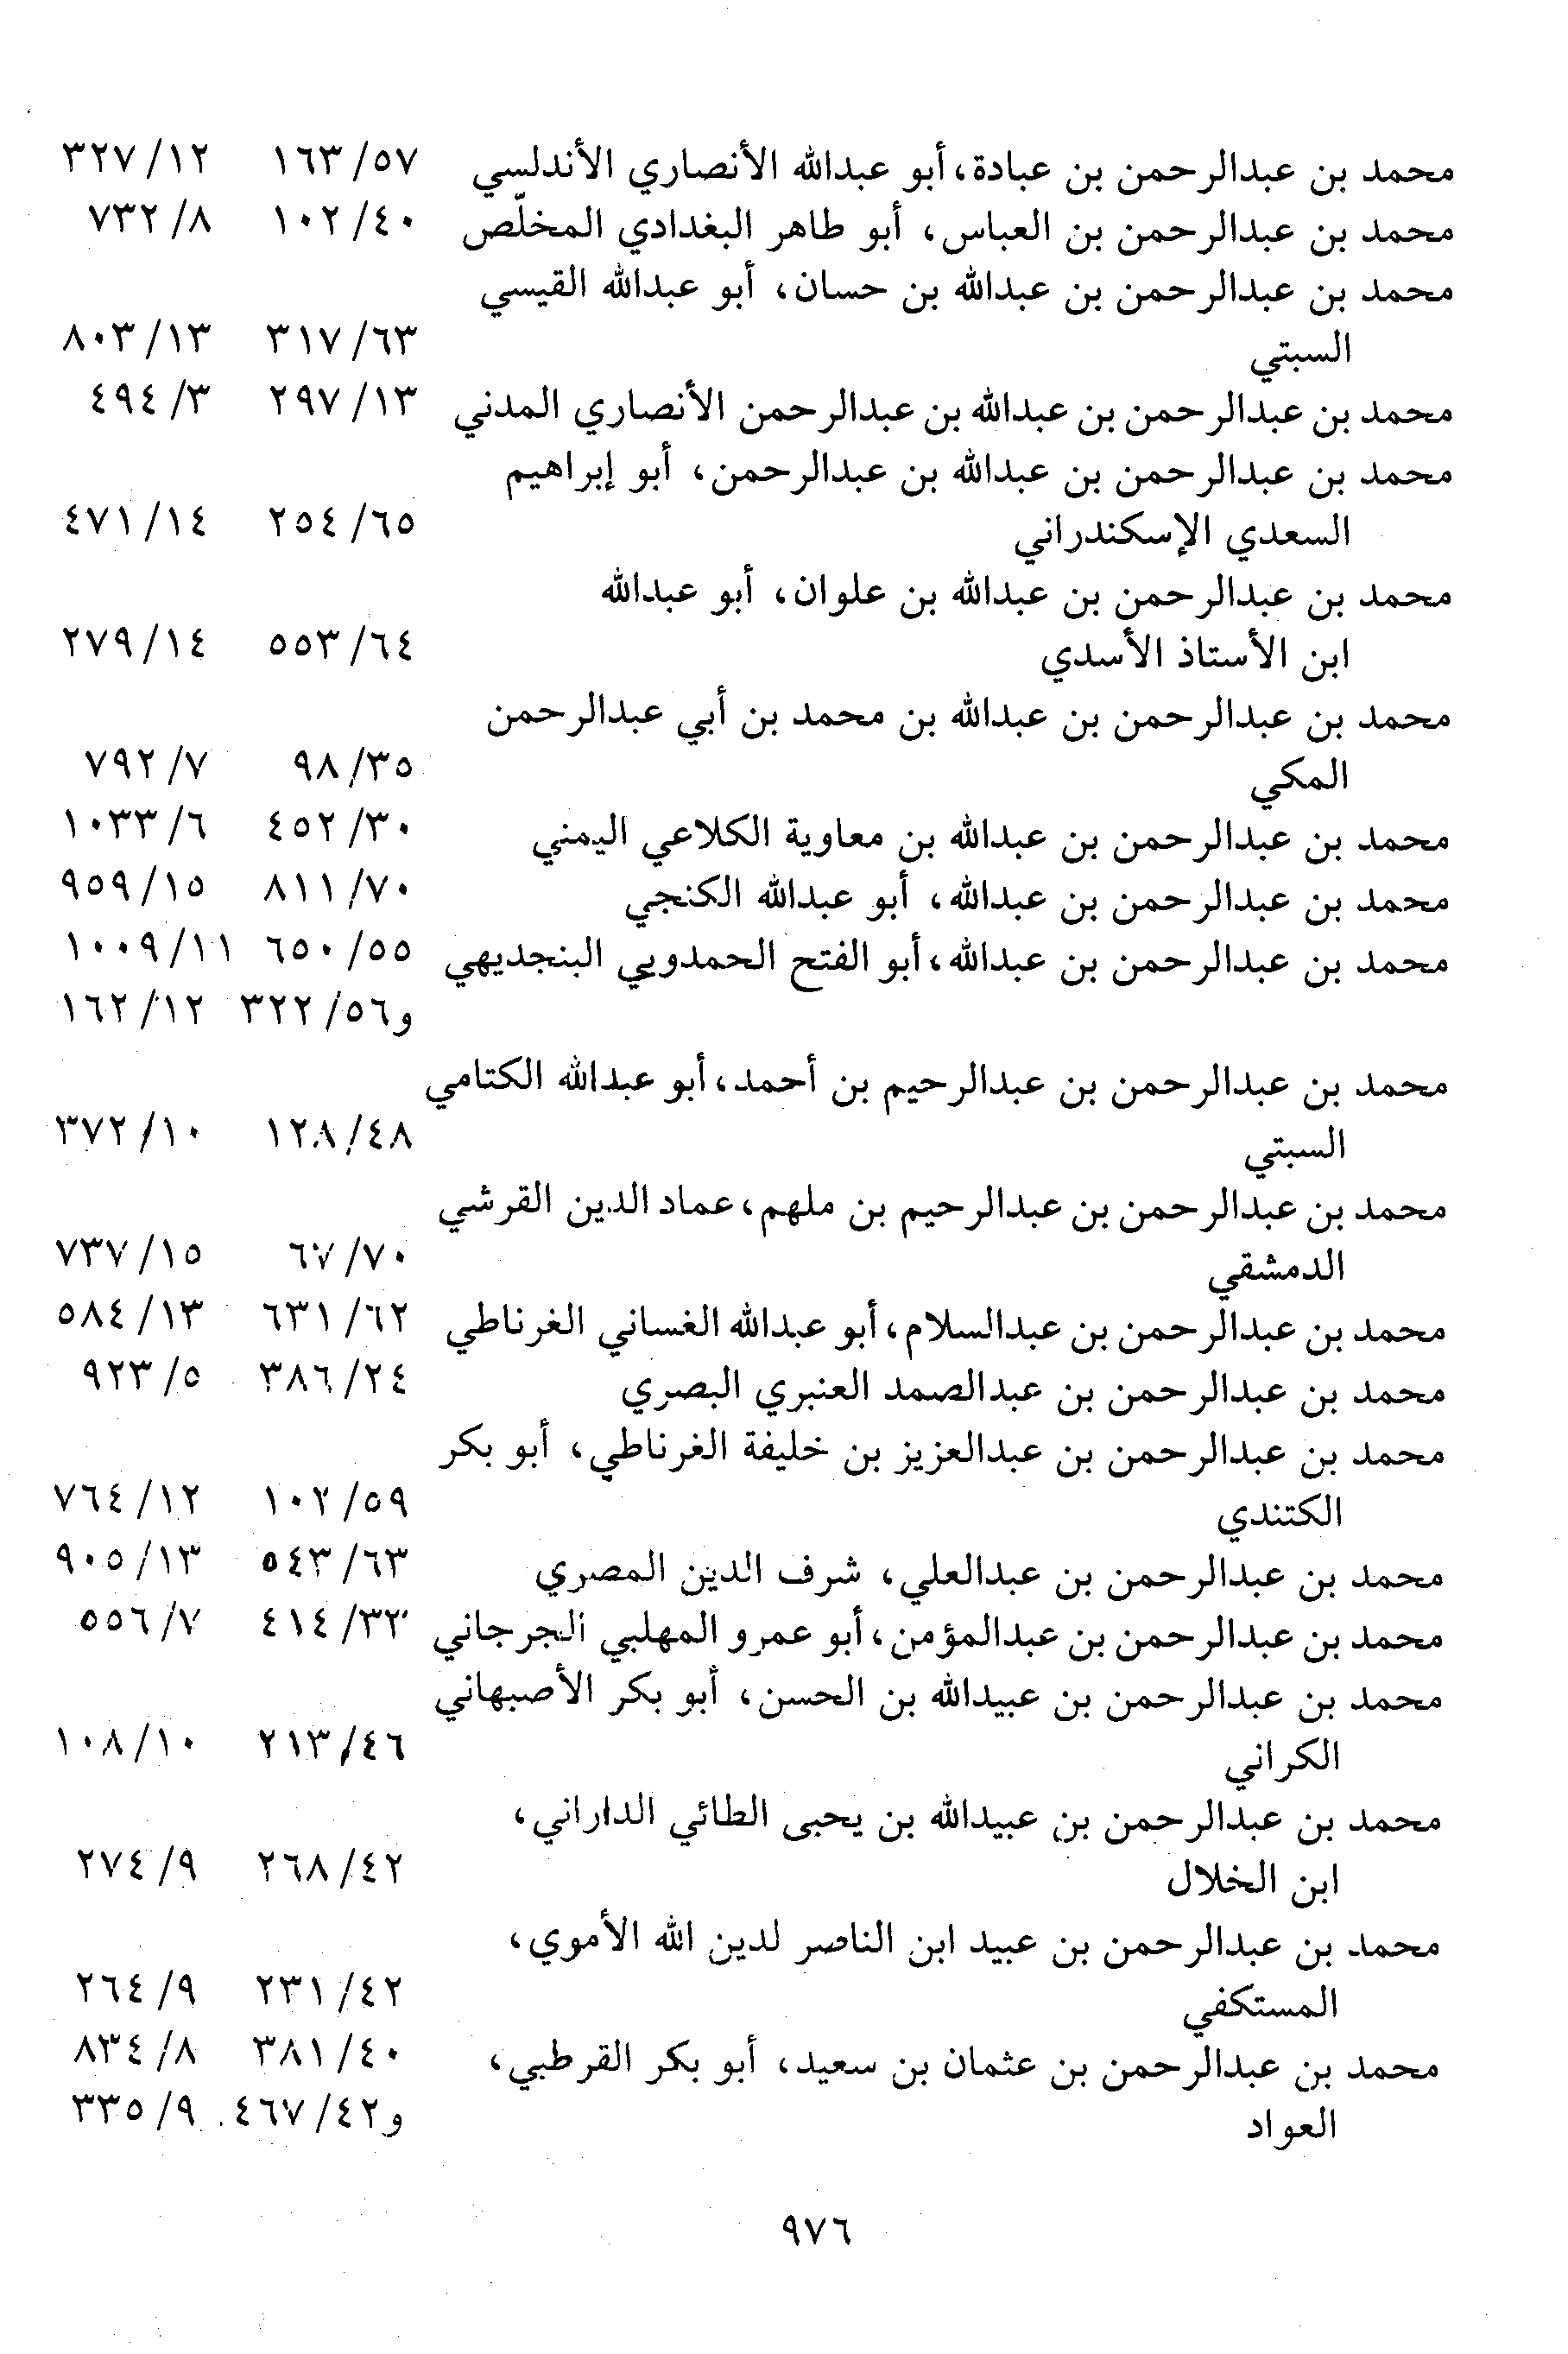 محمد بن عبدالرحمن بن عبادة، أبو عبدالله الأنصاري الأندلسي ٥٧/ ١٦٣ ١٢/ ٣٢٧
محمد بن عبدالرحمن بن العباس، أبو طاهر البغدادي المخلّص ٤٠/ ١٠٢ ٨/ ٧٣٢
محمد بن عبدالرحمن بن عبدالله بن حسان، أبو عبدالله القيسي
السبتي ٦٣/ ٣١٧ ١٣/ ٨٠٣
محمد بن عبدالرحمن بن عبدالله بن عبدالرحمن الأنصاري المدني ١٣/ ٢٩٧ ٣/ ٤٩٤
محمد بن عبدالرحمن بن عبدالله بن عبدالرحمن، أبو إبراهيم
السعدي الإسكندراني ٦٥/ ٢٥٤ ١٤/ ٤٧١
محمد بن عبدالرحمن بن عبدالله بن علوان، أبو عبدالله
ابن الأستاذ الأسدي ٦٤/ ٥٥٣ ١٤/ ٢٧٩
محمد بن عبدالرحمن بن عبدالله بن محمد بن أبي عبدالرحمن
المكي ٣٥/ ٩٨ ٧/ ٧٩٢
محمد بن عبدالرحمن بن عبدالله بن معاوية الكلاعي اليمني ٣٠/ ٤٥٢ ٦/ ١٠٣٣
محمد بن عبدالرحمن بن عبدالله، أبو عبدالله الكنجي ٧٠/ ٨١١ ١٥/ ٩٥٩
محمد بن عبدالرحمن بن عبدالله، أبو الفتح الحمدويي البنجديهي ٥٥/ ٦٥٠ ١١/ ١٠٠٩
و٥٦/ ٣٢٢ ١٢/ ١٦٢
محمد بن عبدالرحمن بن عبدالرحيم بن أحمد، أبو عبدالله الكتامي
السبتي ٤٨/ ١٢٨ ١٠/ ٣٧٢
محمد بن عبدالرحمن بن عبدالرحيم بن ملهم، عماد الدين القرشي
الدمشقي ٧٠/ ٦٧ ١٥/ ٧٣٧
محمد بن عبدالرحمن بن عبدالسلام، أبو عبدالله الغساني الغرناطي ٦٢/ ٦٣١ ١٣/ ٥٨٤
محمد بن عبدالرحمن بن عبدالصمد العنبري البصري ٢٤/ ٣٨٦ ٥/ ٩٢٣
محمد بن عبدالرحمن بن عبدالعزيز بن خليفة الغرناطي، أبو بكر
الكتندي ٥٩/ ١٠٢ ١٢/ ٧٦٤
محمد بن عبدالرحمن بن عبدالعلي، شرف الدين المصري ٦٣/ ٥٤٣ ١٣/ ٩٠٥
محمد بن عبدالرحمن بن عبدالمؤمن، أبو عمرو المهلبي الجرجاني ٣٢/ ٤١٤ ٧/ ٥٥٦
محمد بن عبدالرحمن بن عبيدالله بن الحسن، أبو بكر الأصبهاني
الكراني ٤٦/ ٢١٣ ١٠/ ١٠٨
محمد بن عبدالرحمن بن عبيدالله بن يحيى الطائي الداراني،
ابن الخلال ٤٢/ ٢٦٨ ٩/ ٢٧٤
محمد بن عبدالرحمن بن عبيد ابن الناصر لدين الله الأموي،
المستكفي ٤٢/ ٢٣١ ٩/ ٢٦٤
محمد بن عبدالرحمن بن عثمان بن سعيد، أبو بكر القرطبي، ٤٠/ ٣٨١ ٨/ ٨٣٤
العواد و٤٢/ ٤٦٧ ٩/ ٣٣٥
٩٧٦